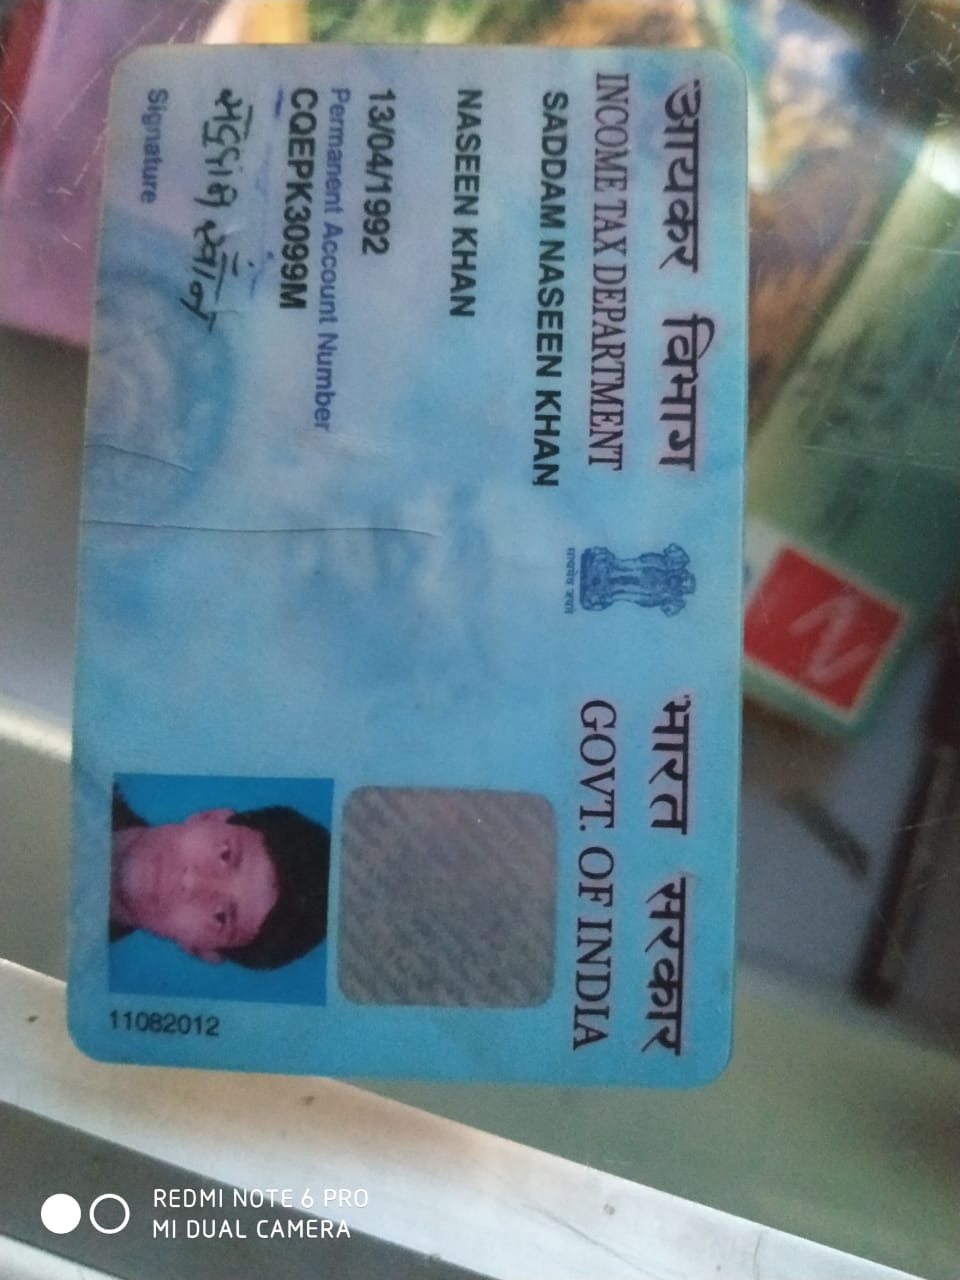 आयकर विभाग
INCOME TAX DEPARTMENT
भारत सरकार
GOVT. OF INDIA
सत्यमेव जयते
SADDAM NASEEN KHAN
NASEEN KHAN
13/04/1992
Permanent Account Number
CQEPK3099M
Signature
11082012
N
REDMI NOTE 6 PRO
MI DUAL CAMERA